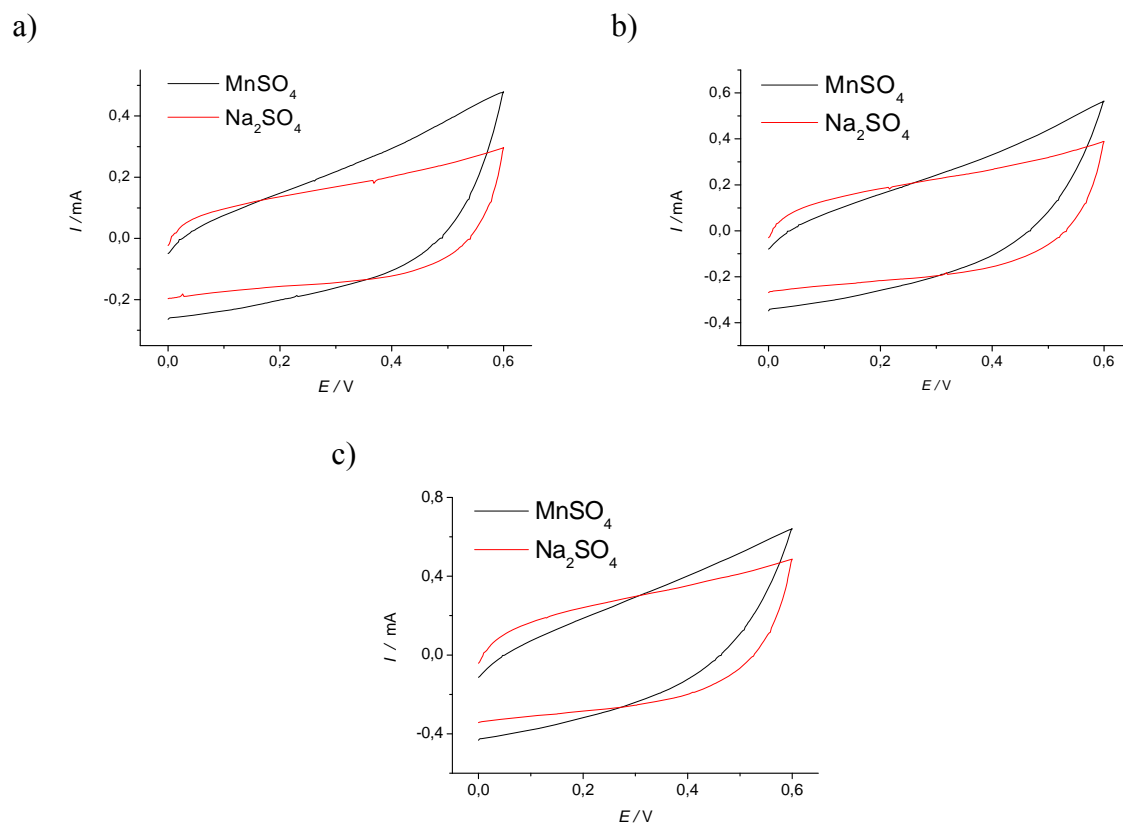 a)
MnSO4
Na2SO4
0,4
0,2
0,0
-0,2
I /mA
0,0 0,2 0,4 0,6
E / V
b)
MnSO4
Na2SO4
0,6
0,4
0,2
0,0
-0,2
-0,4
I /mA
0,0 0,2 0,4 0,6
E / V
c)
MnSO4
Na2SO4
0,8
0,4
0,0
-0,4
I / mA
0,0 0,2 0,4 0,6
E / V